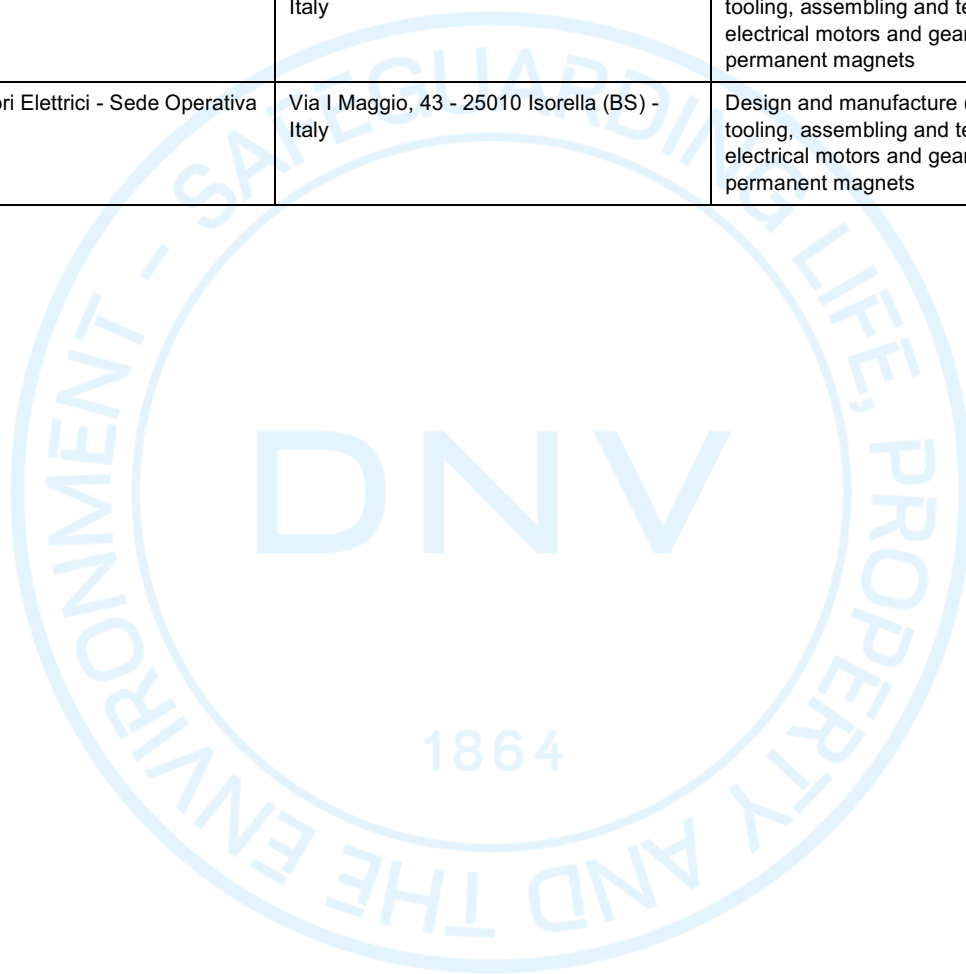 Italy
tooling, assembling and te
electrical motors and gear
permanent magnets
ori Elettrici - Sede Operativa
Via I Maggio, 43 - 25010 Isorella (BS) -
Italy
Design and manufacture (
tooling, assembling and te
electrical motors and gear
permanent magnets
SAFEGUARDING LIFE, PROPERTY AND THE ENVIRONMENT -
DNV
1864